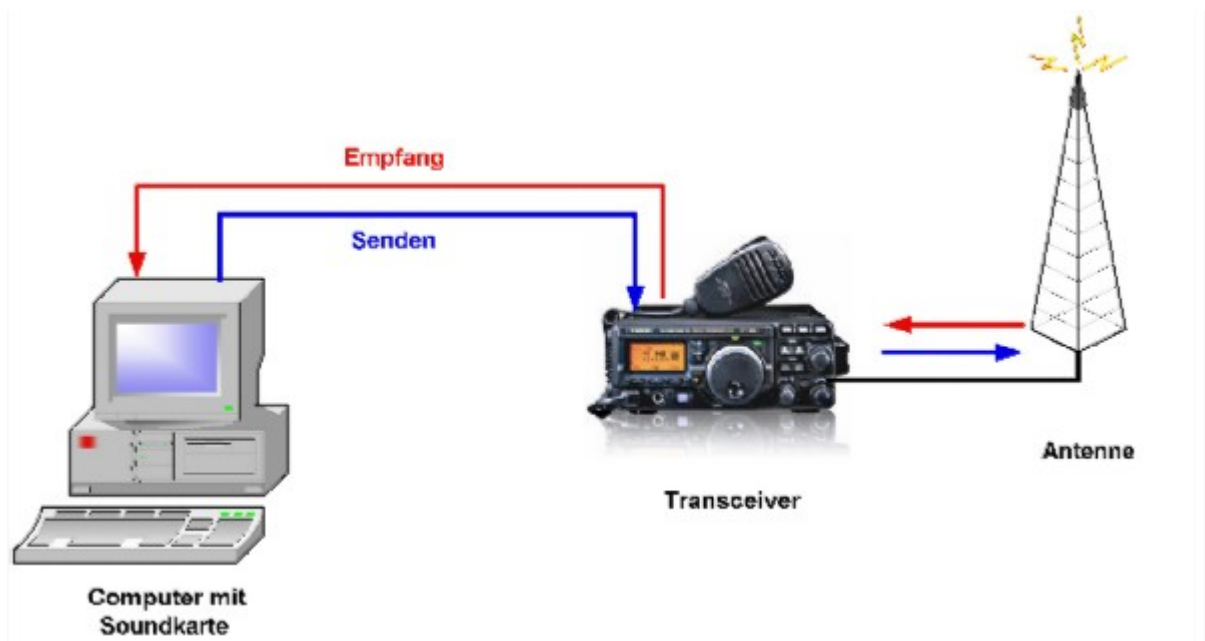 Empfang
Senden
Antenne
Transceiver
Computer mit
Soundkarte